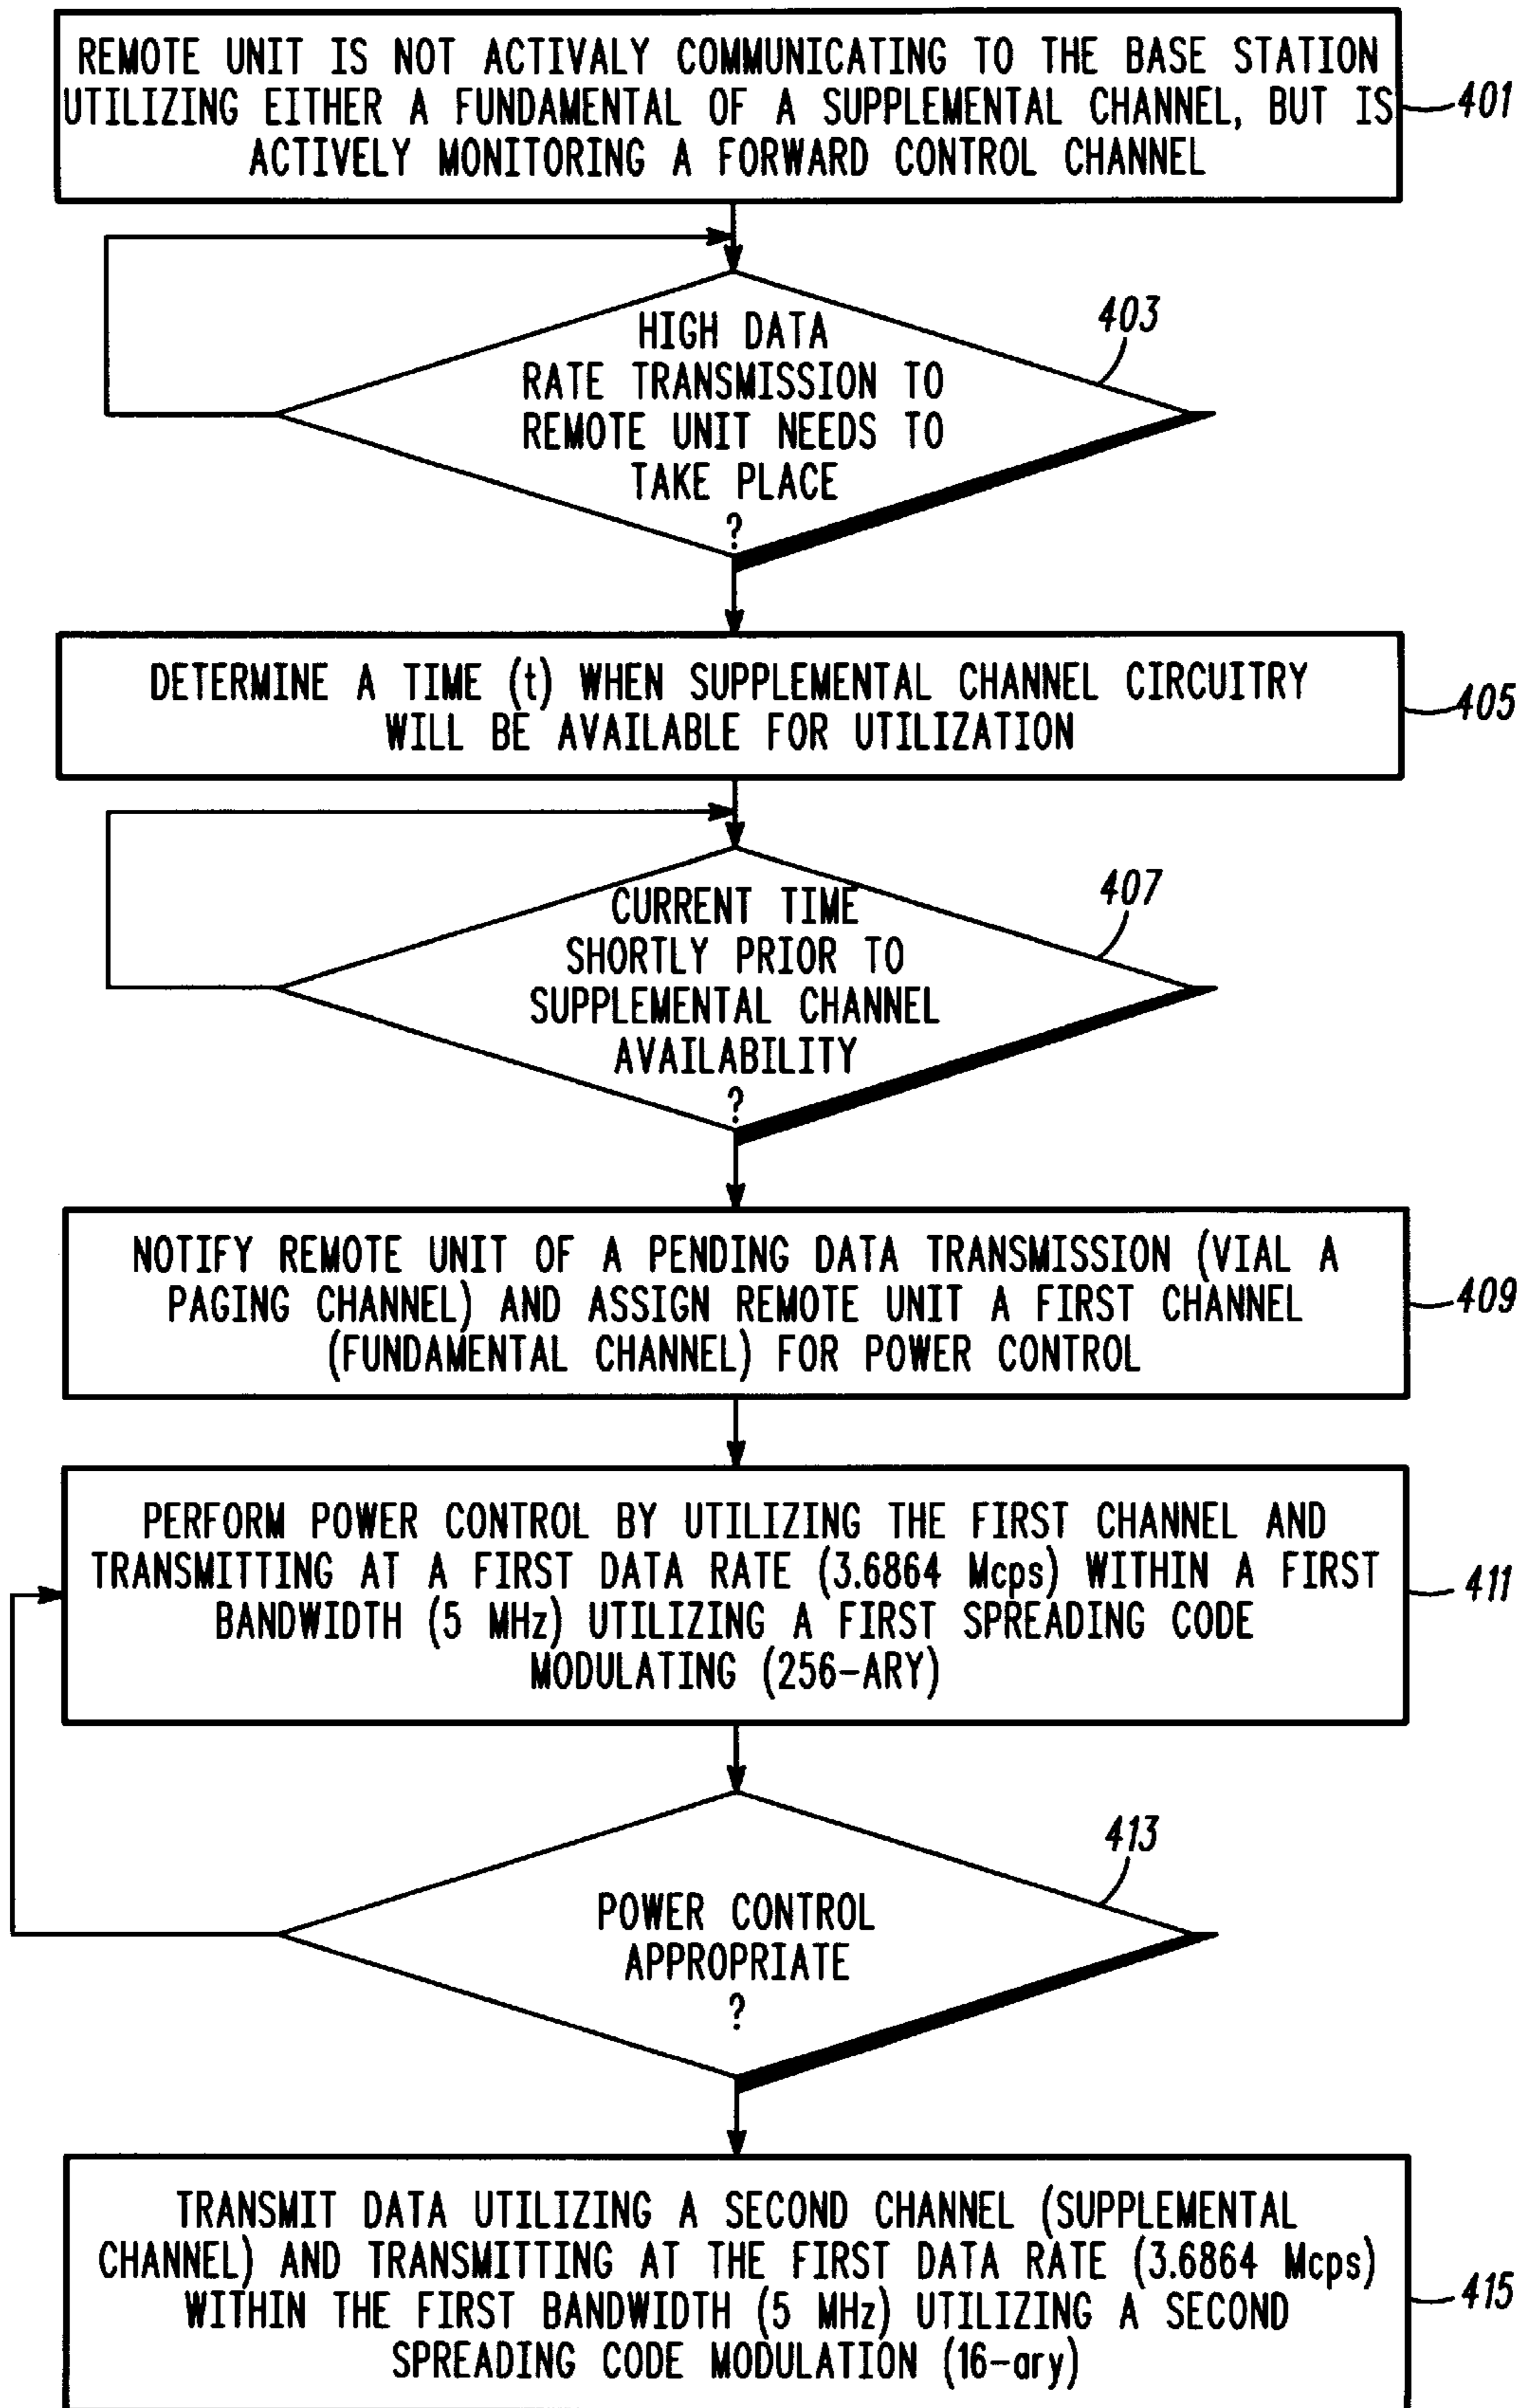 REMOTE UNIT IS NOT ACTIVALY COMMUNICATING TO THE BASE STATION
UTILIZING EITHER A FUNDAMENTAL OF A SUPPLEMENTAL CHANNEL, BUT IS
ACTIVELY MONITORING A FORWARD CONTROL CHANNEL
401
403
HIGH DATA
RATE TRANSMISSION TO
REMOTE UNIT NEEDS TO
TAKE PLACE
?
DETERMINE A TIME (t) WHEN SUPPLEMENTAL CHANNEL CIRCUITRY
WILL BE AVAILABLE FOR UTILIZATION
405
407
CURRENT TIME
SHORTLY PRIOR TO
SUPPLEMENTAL CHANNEL
AVAILABILITY
?
NOTIFY REMOTE UNIT OF A PENDING DATA TRANSMISSION (VIAL A
PAGING CHANNEL) AND ASSIGN REMOTE UNIT A FIRST CHANNEL
(FUNDAMENTAL CHANNEL) FOR POWER CONTROL
409
PERFORM POWER CONTROL BY UTILIZING THE FIRST CHANNEL AND
TRANSMITTING AT A FIRST DATA RATE (3.6864 Mcps) WITHIN A FIRST
BANDWIDTH (5 MHz) UTILIZING A FIRST SPREADING CODE
MODULATING (256-ARY)
411
413
POWER CONTROL
APPROPRIATE
?
TRANSMIT DATA UTILIZING A SECOND CHANNEL (SUPPLEMENTAL
CHANNEL) AND TRANSMITTING AT THE FIRST DATA RATE (3.6864 Mcps)
WITHIN THE FIRST BANDWIDTH (5 MHz) UTILIZING A SECOND
SPREADING CODE MODULATION (16-ary)
415